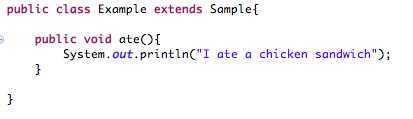 public class Example extends Sample{
public void ate(){
System.out.println("I ate a chicken sandwich");
}
}